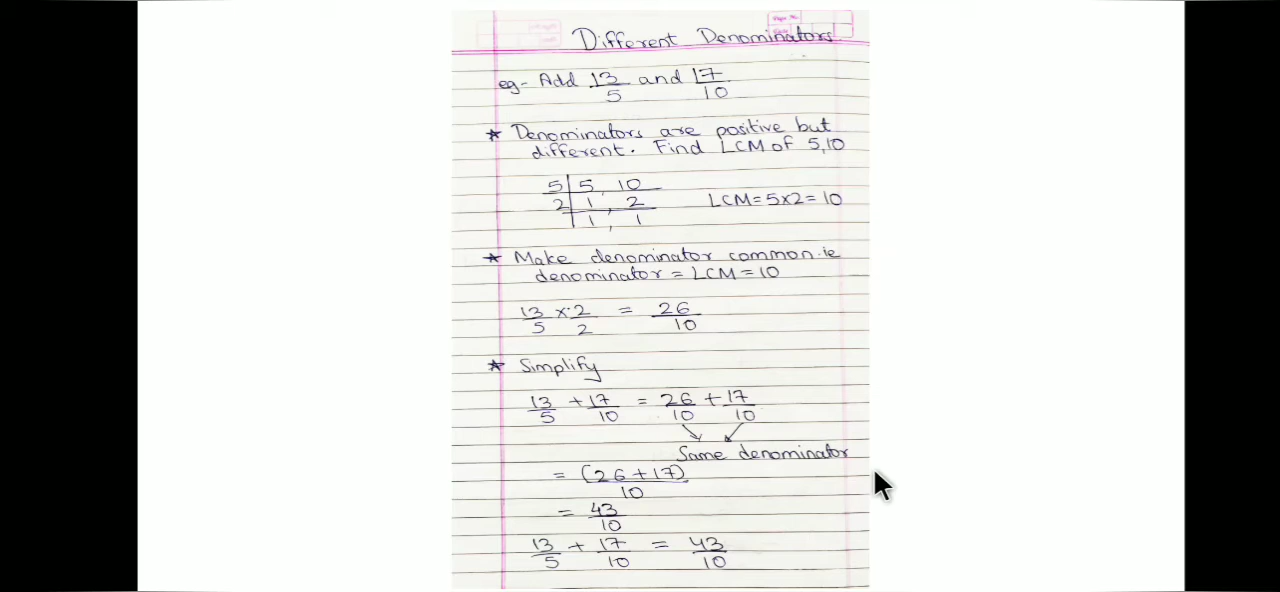 Different Denominators
eg- Add 13/5 and 17/10
* Denominators are positive but
different. Find LCM of 5,10
5 | 5, 10
2 | 1, 2
1, 1
LCM=5x2=10
* Make denominator common ie
denominator = LCM = 10
13/5 x 2/2 = 26/10
* Simplify
13/5 + 17/10 = 26/10 + 17/10
Same denominator
= (26+17)/10
= 43/10
13/5 + 17/10 = 43/10